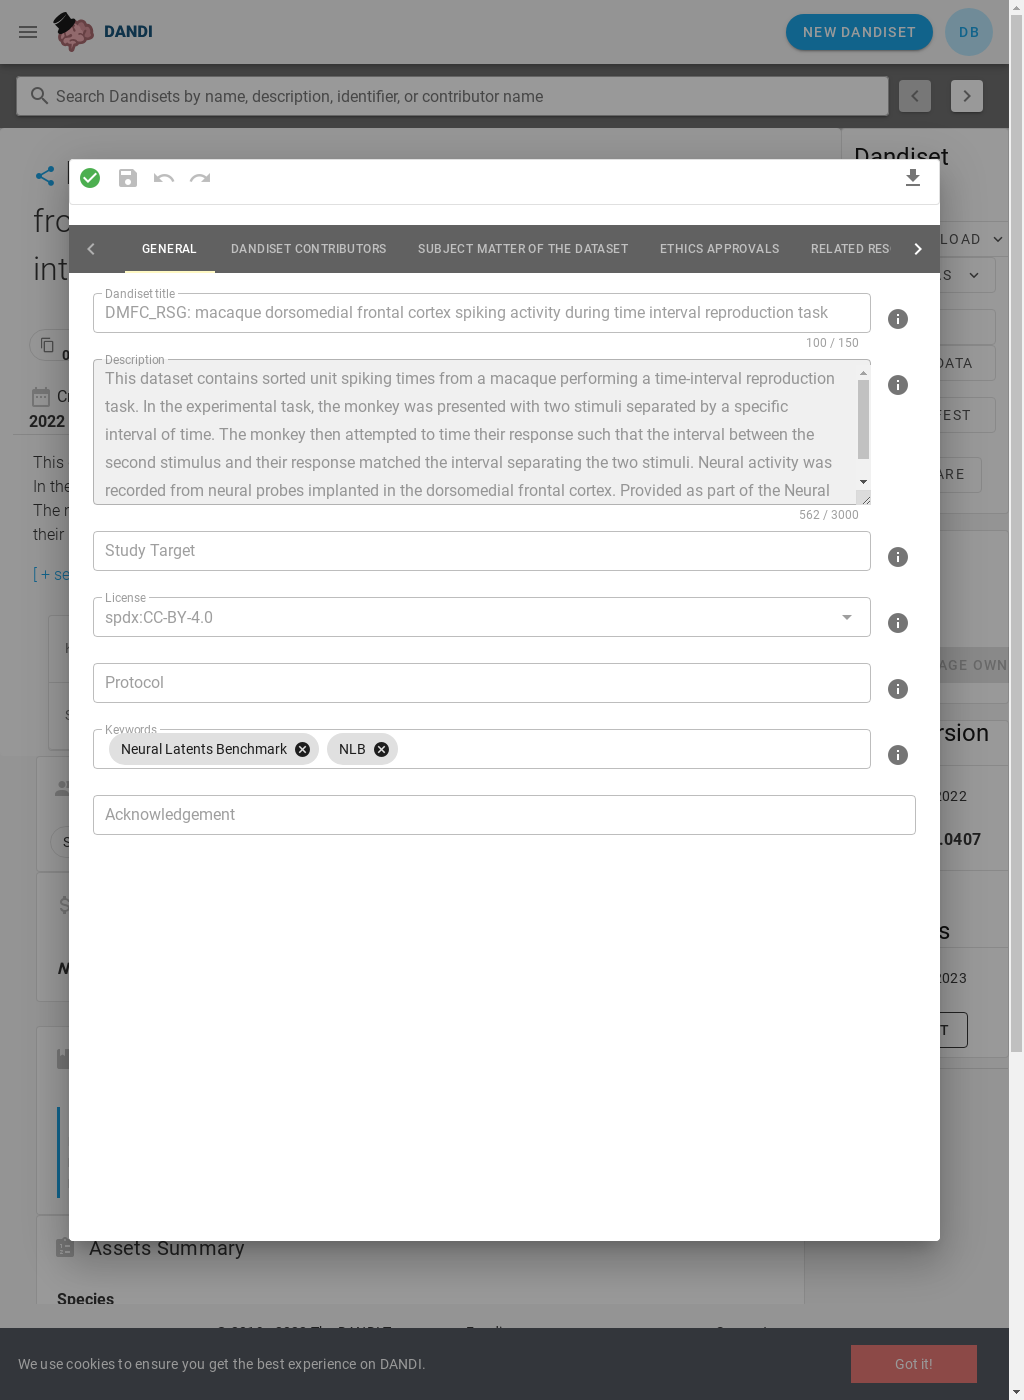 DANDI
NEW DANDISET
DB
Search Dandisets by name, description, identifier, or contributor name
Dandiset
fro
int
2022
This
In the
The
their
[ + se
GENERAL
DANDISET CONTRIBUTORS
SUBJECT MATTER OF THE DATASET
ETHICS APPROVALS
RELATED RES
Dandiset title
DMFC_RSG: macaque dorsomedial frontal cortex spiking activity during time interval reproduction task
100 / 150
Description
This dataset contains sorted unit spiking times from a macaque performing a time-interval reproduction
task. In the experimental task, the monkey was presented with two stimuli separated by a specific
interval of time. The monkey then attempted to time their response such that the interval between the
second stimulus and their response matched the interval separating the two stimuli. Neural activity was
recorded from neural probes implanted in the dorsomedial frontal cortex. Provided as part of the Neural
562 / 3000
Study Target
License
spdx:CC-BY-4.0
Protocol
Keywords
Neural Latents Benchmark
NLB
Acknowledgement
LOAD
S
DATA
EST
ARE
AGE OWN
rsion
2022
.0407
s
2023
T
Assets Summary
Species
We use cookies to ensure you get the best experience on DANDI.
Got it!